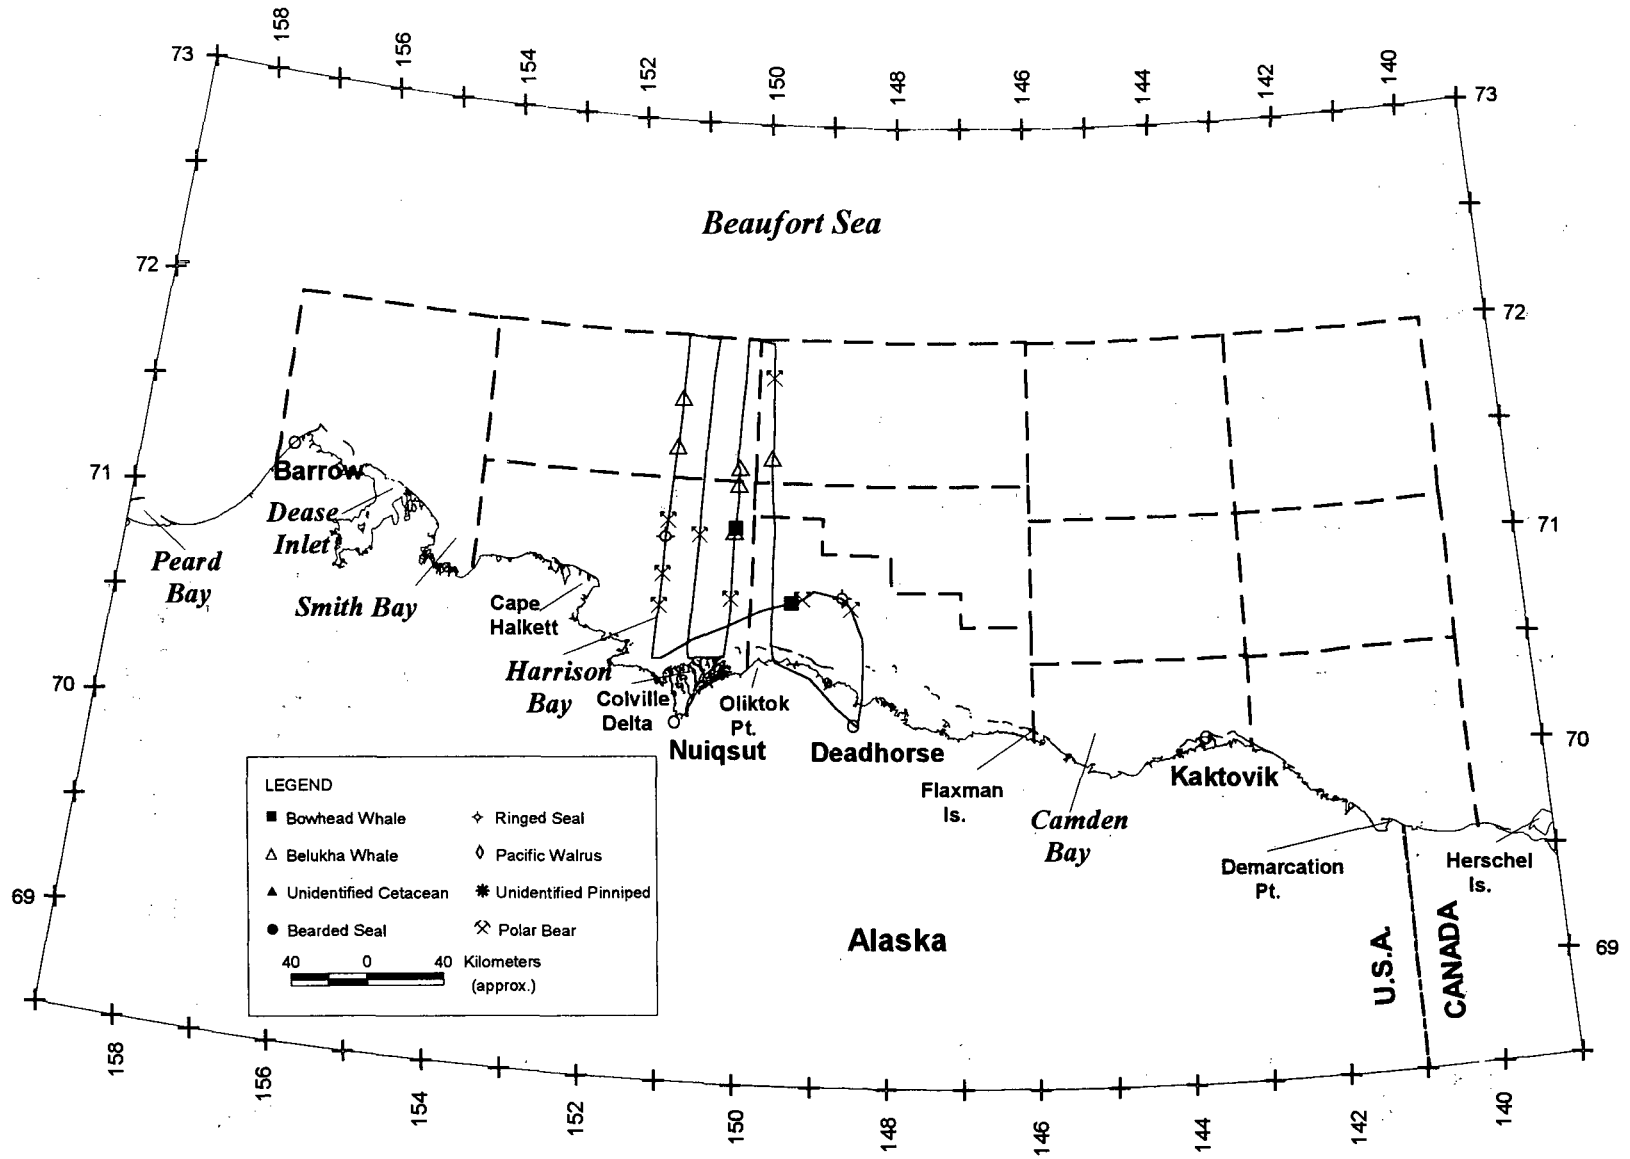 158
156
154
152
150
148
146
144
142
140
73
73
Beaufort Sea
72
72
71
71
Barrow
Dease
Inlet
Peard
Bay
Smith Bay
Cape
Halkett
Harrison
Bay
Colville
Delta
Oliktok
Pt.
70
70
Nuiqsut
Deadhorse
Flaxman
Is.
Kaktovik
Camden
Bay
Demarcation
Pt.
Herschel
Is.
LEGEND
Bowhead Whale
Ringed Seal
Belukha Whale
Pacific Walrus
Unidentified Cetacean
Unidentified Pinniped
Bearded Seal
Polar Bear
40 0 40 Kilometers
(approx.)
69
69
Alaska
U.S.A.
CANADA
158
156
154
152
150
148
146
144
142
140